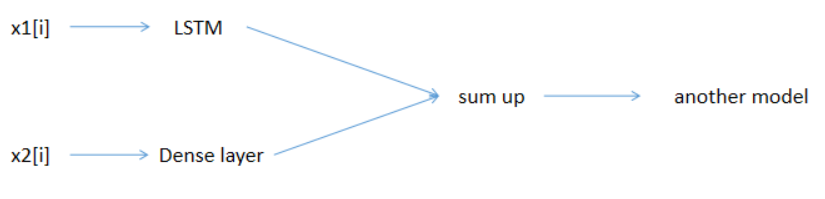 x1[i]
LSTM
sum up
another model
x2[i]
Dense layer